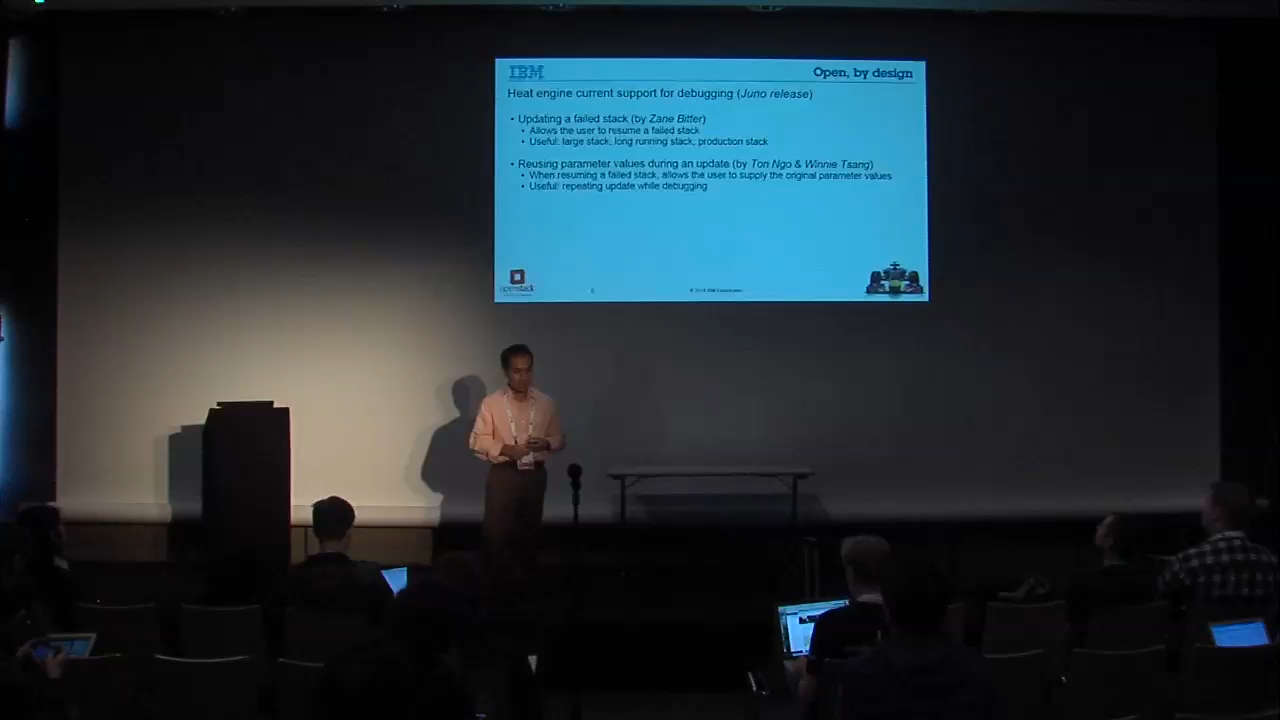 IBM
Open, by design
Heat engine current support for debugging (Juno release)
• Updating a failed stack (by Zane Bitter)
• Allows the user to resume a failed stack
• Useful: large stack, long running stack, production stack
• Reusing parameter values during an update (by Ton Ngo & Winnie Tsang)
• When resuming a failed stack, allows the user to supply the original parameter values
• Useful: repeating update while debugging
openstack